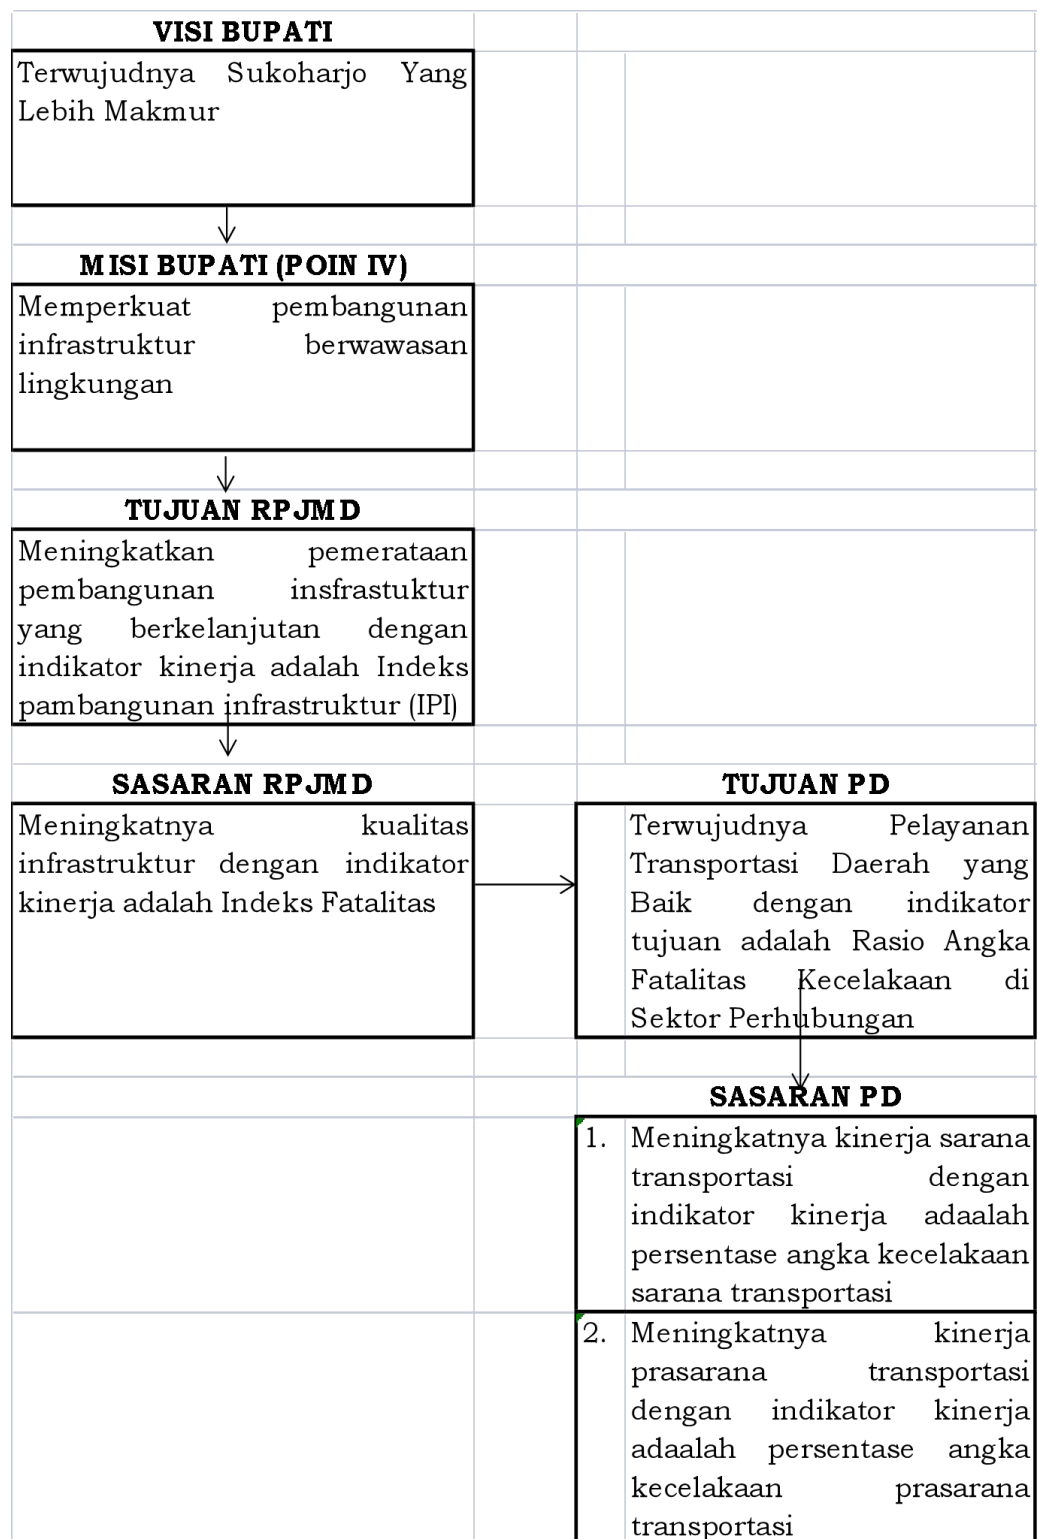 VISI BUPATI
Terwujudnya Sukoharjo Yang
Lebih Makmur
MISI BUPATI (POIN IV)
Memperkuat pembangunan
infrastruktur berwawasan
lingkungan
TUJUAN RPJMD
Meningkatkan pemerataan
pembangunan insfrastuktur
yang berkelanjutan dengan
indikator kinerja adalah Indeks
pambangunan infrastruktur (IPI)
SASARAN RPJMD
Meningkatnya kualitas
infrastruktur dengan indikator
kinerja adalah Indeks Fatalitas
TUJUAN PD
Terwujudnya Pelayanan
Transportasi Daerah yang
Baik dengan indikator
tujuan adalah Rasio Angka
Fatalitas Kecelakaan di
Sektor Perhubungan
SASARAN PD
1. Meningkatnya kinerja sarana
transportasi dengan
indikator kinerja adaalah
persentase angka kecelakaan
sarana transportasi
2. Meningkatnya kinerja
prasarana transportasi
dengan indikator kinerja
adaalah persentase angka
kecelakaan prasarana
transportasi